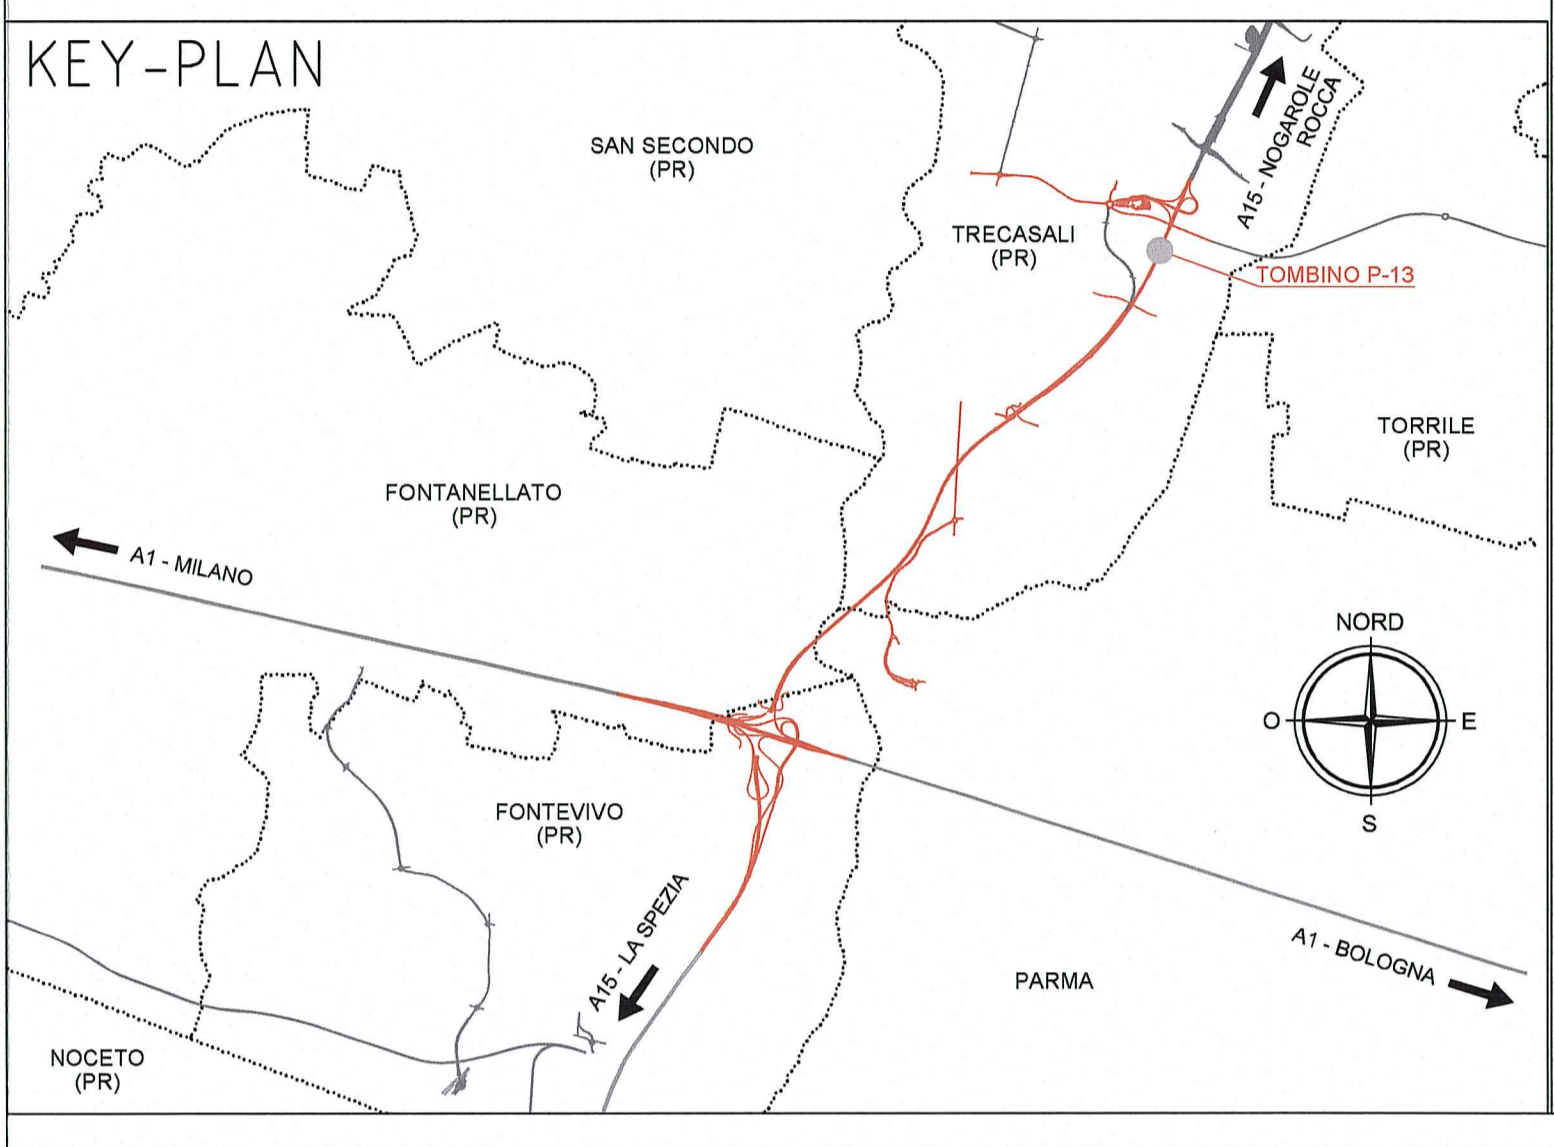 KEY-PLAN
SAN SECONDO
(PR)
A15 - NOGAROLE
ROCCA
TRECASALI
(PR)
TOMBINO P-13
TORRILE
(PR)
FONTANELLATO
(PR)
A1 - MILANO
NORD
O
E
S
FONTEVIVO
(PR)
A15 - LA SPEZIA
A1 - BOLOGNA
PARMA
NOCETO
(PR)